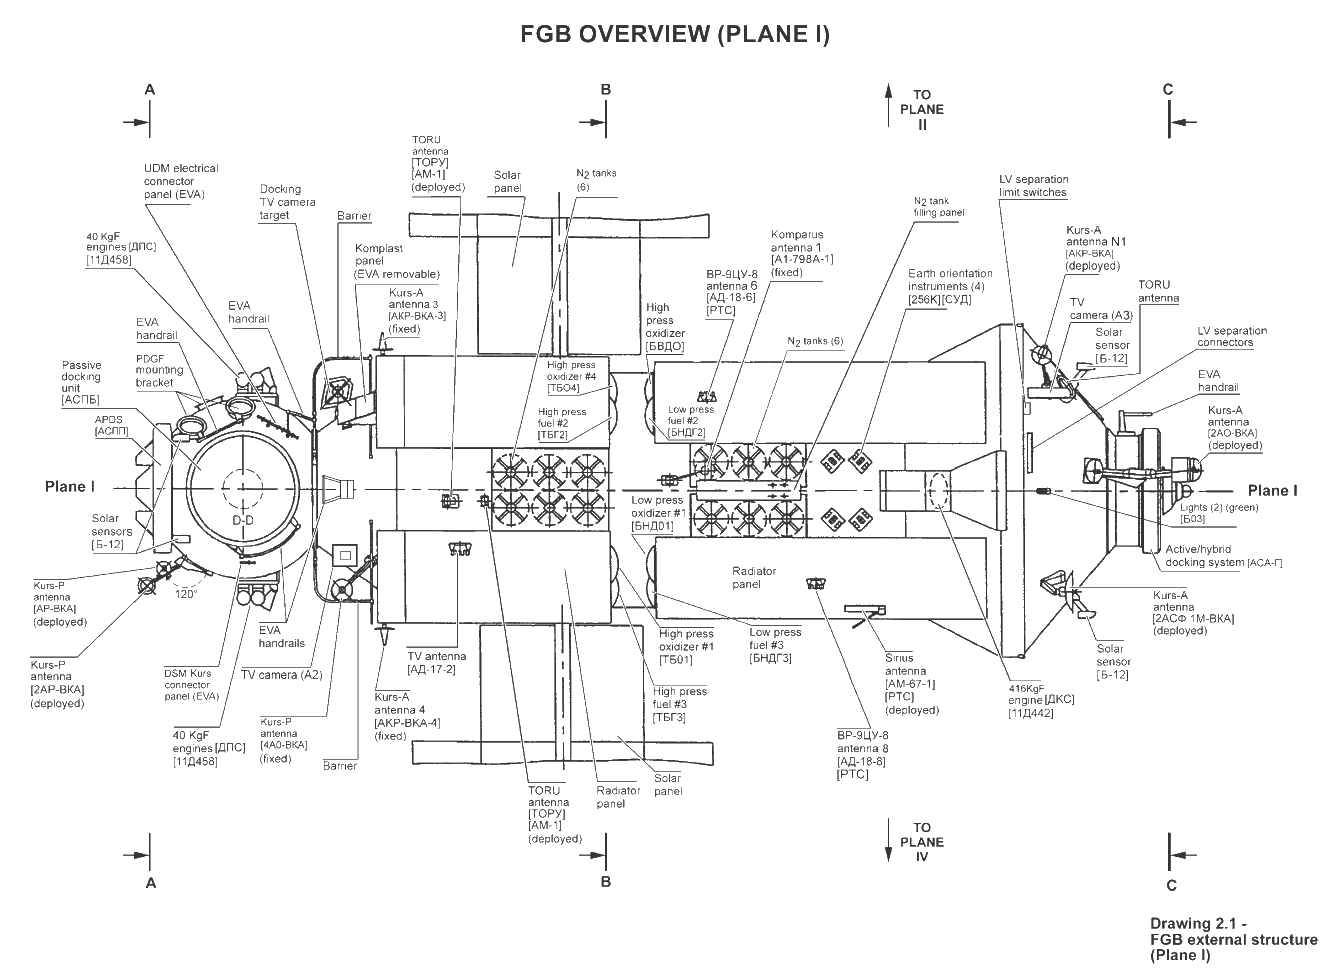 FGB OVERVIEW (PLANE I)
A
B
TO
PLANE
II
C
UDM electrical
connector
panel (EVA)
Docking
TV camera
target
Barrier
TORU
antenna
[ТОРУ]
[AM-1]
(deployed)
Solar
panel
N2 tanks
(6)
N2 tank
filling panel
LV separation
limit switches
40 KgF
engines [ДПС]
[11Д458]
Komplast
panel
(EVA removable)
Kurs-A
antenna 3
[АКР-ВКА-3]
(fixed)
Komparus
antenna 1
[A1-798A-1]
(fixed)
ВР-9ЦУ-8
antenna 6
[АД-18-6]
[РТС]
Earth orientation
instruments (4)
[256K][СУД]
Kurs-A
antenna N1
[АКР-ВКА]
(deployed)
TORU
antenna
TV
camera (A3)
Solar
sensor
[Б-12]
LV separation
connectors
EVA
handrail
EVA
handrail
High
press
oxidizer
[БВДО]
N2 tanks (6)
Passive
docking
unit
[АСПБ]
PDGF
mounting
bracket
APDS
[АСПП]
High press
oxidizer #4
[ТБО4]
High press
fuel #2
[ТБГ2]
Low press
fuel #2
[БНДГ2]
EVA
handrail
Kurs-A
antenna
[2АО-ВКА]
(deployed)
Plane I
D-D
Plane I
Solar
sensors
[Б-12]
Low press
oxidizer #1
[БНД01]
Lights (2) (green)
[Б03]
Active/hybrid
docking system [АСА-Г]
Kurs-P
antenna
[АР-ВКА]
(deployed)
120°
Radiator
panel
Kurs-A
antenna
[2АСФ 1М-ВКА]
(deployed)
EVA
handrails
High press
oxidizer #1
[ТБ01]
Low press
fuel #3
[БНДГ3]
Kurs-P
antenna
[2АР-ВКА]
(deployed)
DSM Kurs
connector
panel (EVA)
TV camera (A2)
TV antenna
[АД-17-2]
Sirius
antenna
[AM-67-1]
[РТС]
(deployed)
Solar
sensor
[Б-12]
Kurs-A
antenna 4
[АКР-ВКА-4]
(fixed)
High press
fuel #3
[ТБГ3]
416KgF
engine [ДКС]
[11Д442]
40 KgF
engines [ДПС]
[11Д458]
Kurs-P
antenna
[4А0-ВКА]
(fixed)
Barrier
ВР-9ЦУ-8
antenna 8
[АД-18-8]
[РТС]
TORU
antenna
[ТОРУ]
[AM-1]
(deployed)
Radiator
panel
Solar
panel
TO
PLANE
IV
A
B
C
Drawing 2.1 -
FGB external structure
(Plane I)